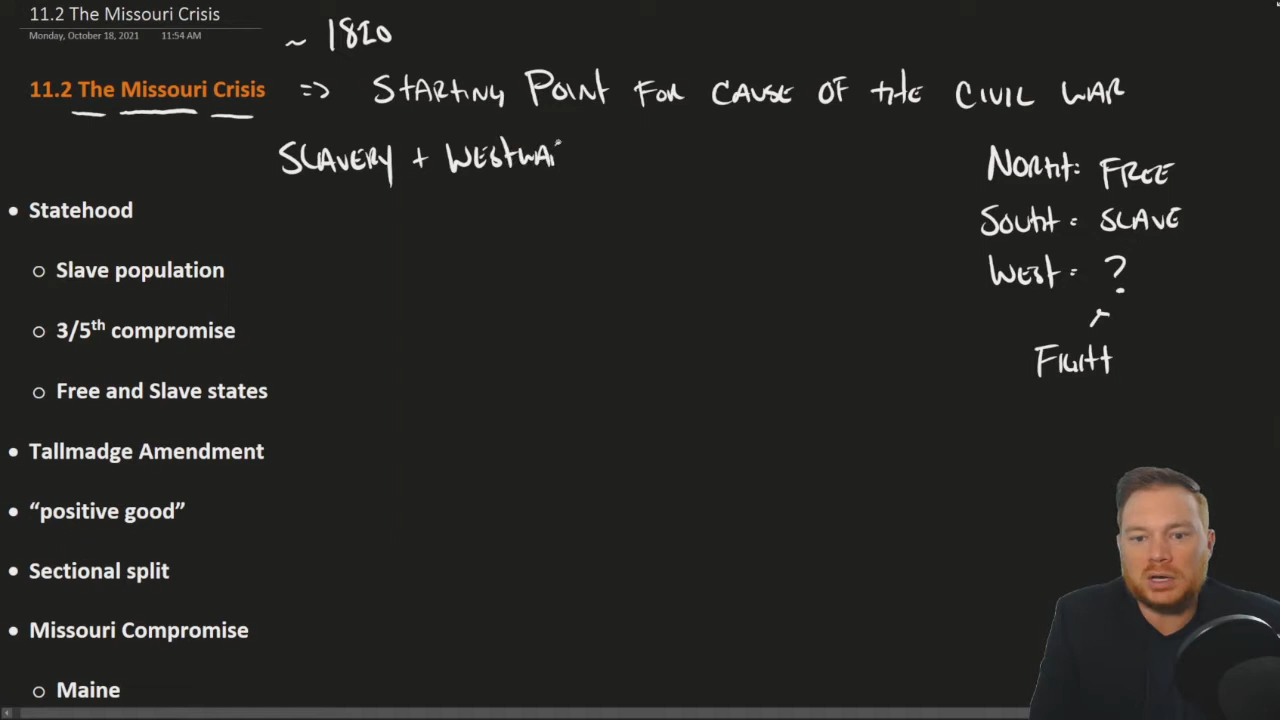 11.2 The Missouri Crisis
Monday, October 18, 2021 11:54 AM
~ 1820
11.2 The Missouri Crisis => STARTING POINT FOR CAUSE OF THE CIVIL WAR
SLAVERY + WESTWAR
NORTH: FREE
SOUTH = SLAVE
WEST = ?
FIGHT
• Statehood
○ Slave population
○ 3/5th compromise
○ Free and Slave states
• Tallmadge Amendment
• “positive good”
• Sectional split
• Missouri Compromise
○ Maine